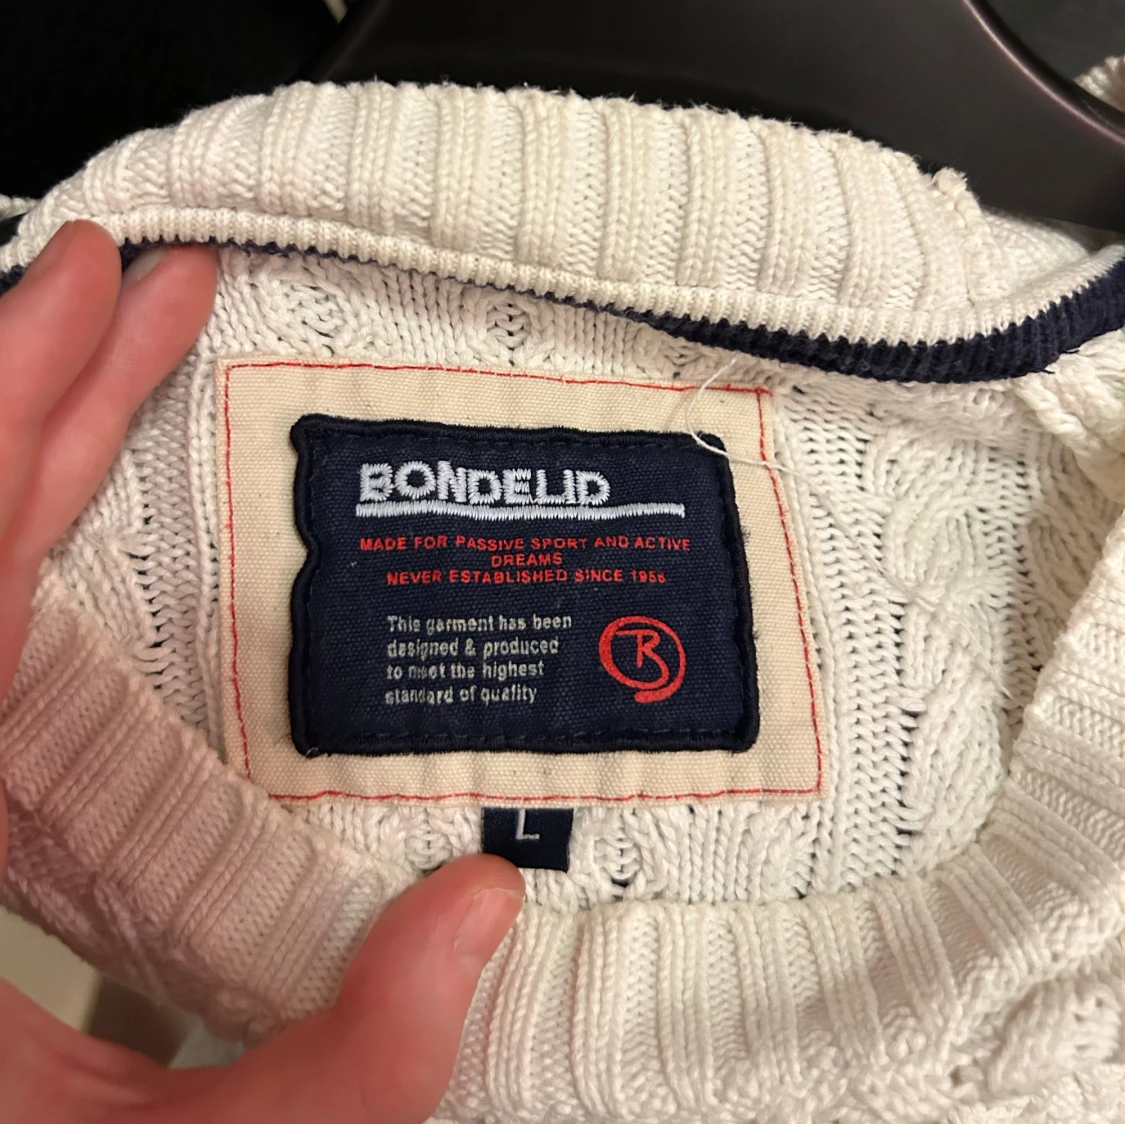 BONDELID
MADE FOR PASSIVE SPORT AND ACTIVE
DREAMS
NEVER ESTABLISHED SINCE 1956
This garment has been
designed & produced
to meet the highest
standard of quality
B
L